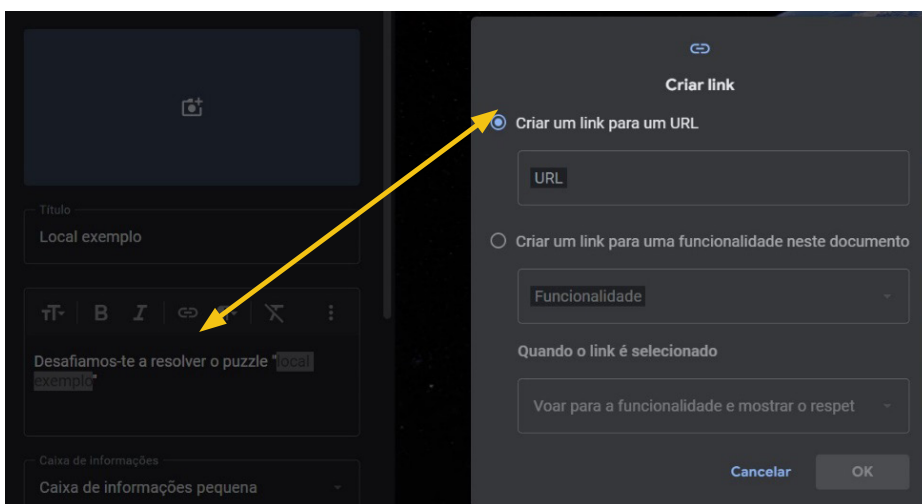 Título
Local exemplo
B I
Desafiamos-te a resolver o puzzle "local
exemplo"
Caixa de informações
Caixa de informações pequena
Criar link
Criar um link para um URL
URL
Criar um link para uma funcionalidade neste documento
Funcionalidade
Quando o link é selecionado
Voar para a funcionalidade e mostrar o respet
Cancelar
OK